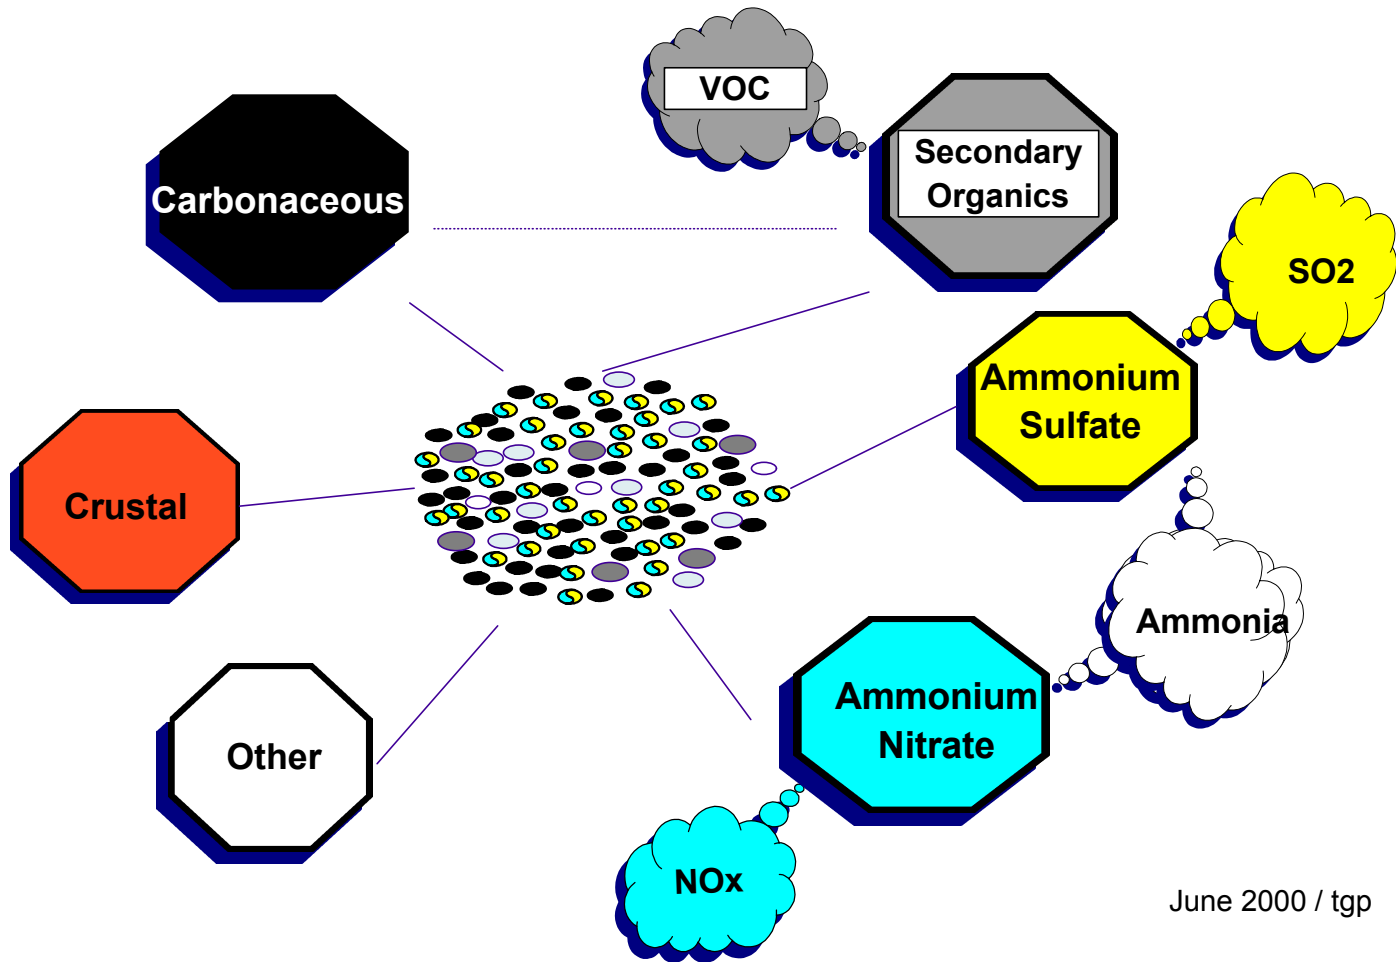 VOC
Secondary
Organics
Carbonaceous
SO2
Ammonium
Sulfate
Crustal
Ammonia
Ammonium
Nitrate
Other
NOx
June 2000 / tgp